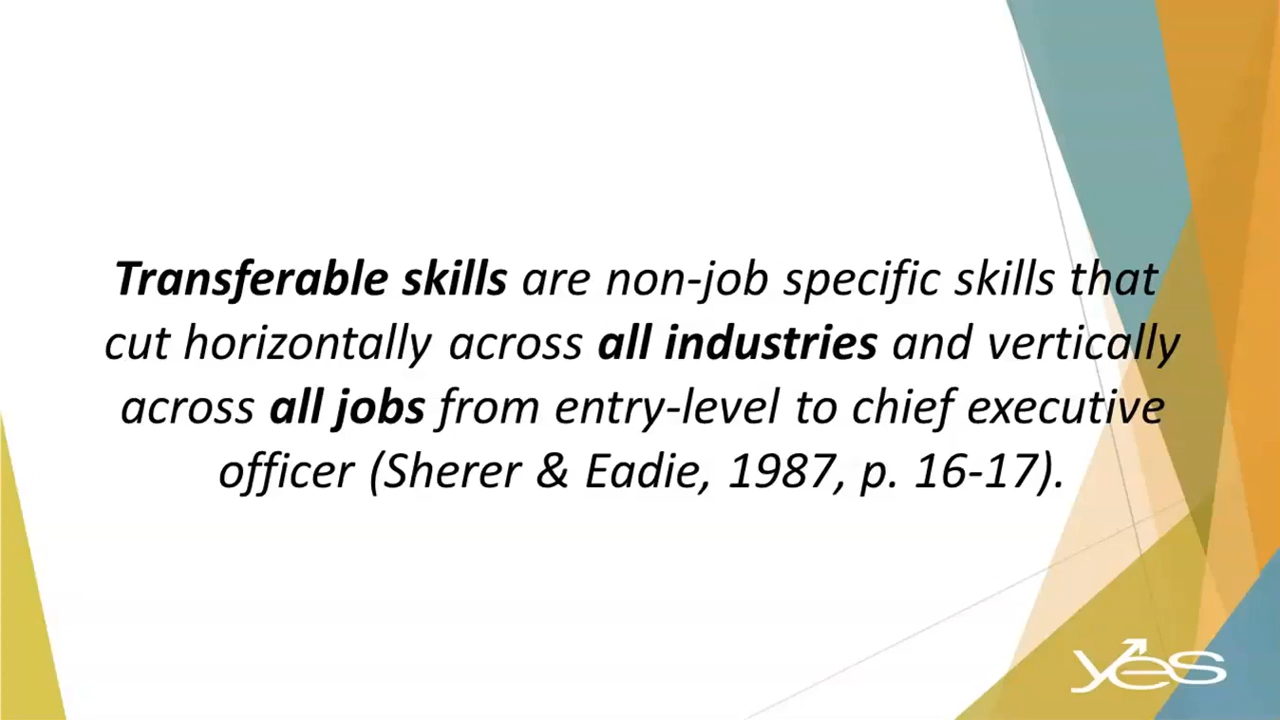 Transferable skills are non-job specific skills that
cut horizontally across all industries and vertically
across all jobs from entry-level to chief executive
officer (Sherer & Eadie, 1987, p. 16-17).
yes